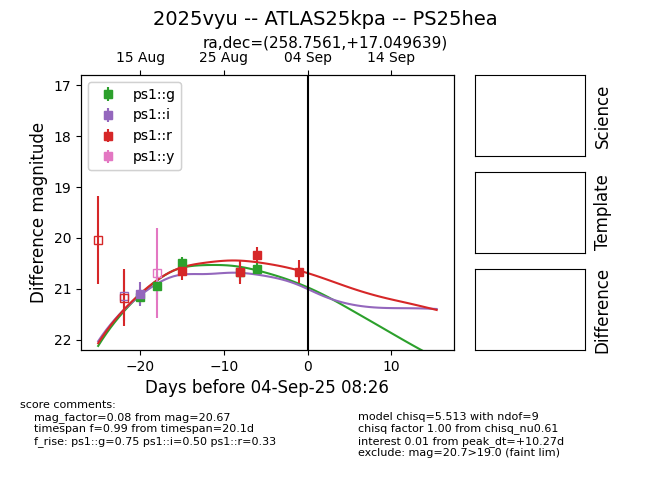 2025vyu -- ATLAS25kpa -- PS25hea
ra,dec=(258.7561,+17.049639)
15 Aug 25 Aug 04 Sep 14 Sep
ps1::g
ps1::i
ps1::r
ps1::y
17
18
19
20
21
22
Difference magnitude
−20 −10 0 10
Days before 04-Sep-25 08:26
Science
Template
Difference
score comments:
mag_factor=0.08 from mag=20.67
timespan f=0.99 from timespan=20.1d
f_rise: ps1::g=0.75 ps1::i=0.50 ps1::r=0.33
model chisq=5.513 with ndof=9
chisq factor 1.00 from chisq_nu0.61
interest 0.01 from peak_dt=+10.27d
exclude: mag=20.7>19.0 (faint lim)